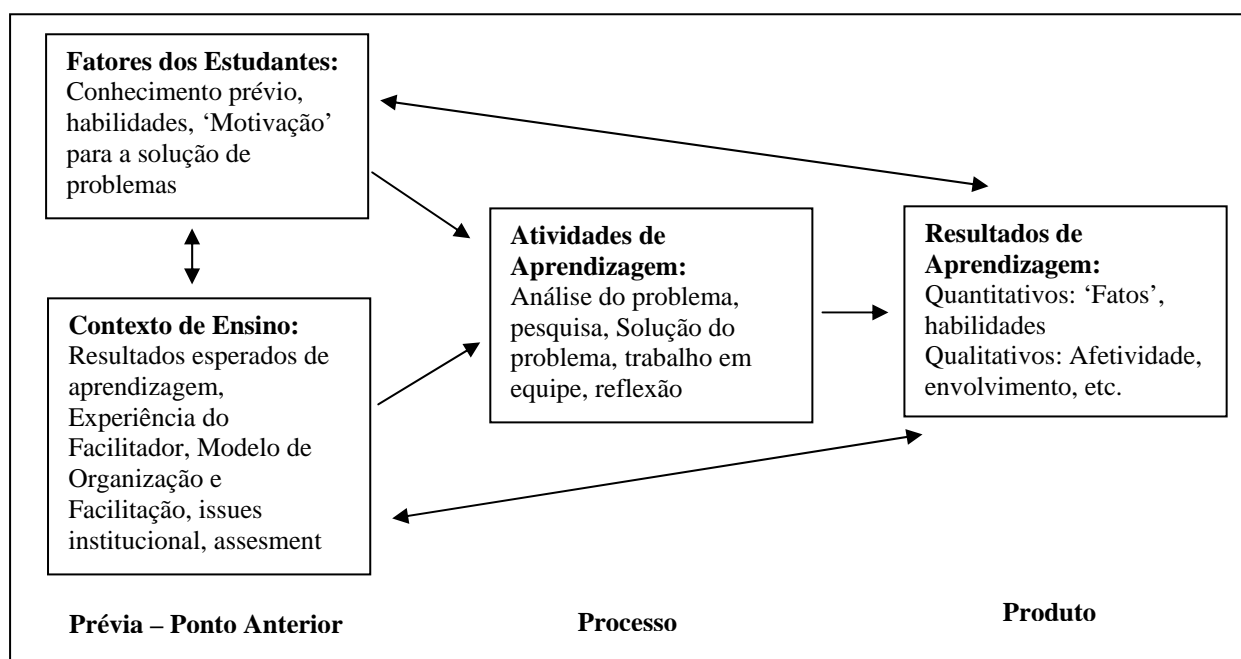 Fatores dos Estudantes:
Conhecimento prévio,
habilidades, ‘Motivação’
para a solução de
problemas
Contexto de Ensino:
Resultados esperados de
aprendizagem,
Experiência do
Facilitador, Modelo de
Organização e
Facilitação, issues
institucional, assesment
Atividades de
Aprendizagem:
Análise do problema,
pesquisa, Solução do
problema, trabalho em
equipe, reflexão
Resultados de
Aprendizagem:
Quantitativos: ‘Fatos’,
habilidades
Qualitativos: Afetividade,
envolvimento, etc.
Prévia – Ponto Anterior
Processo
Produto